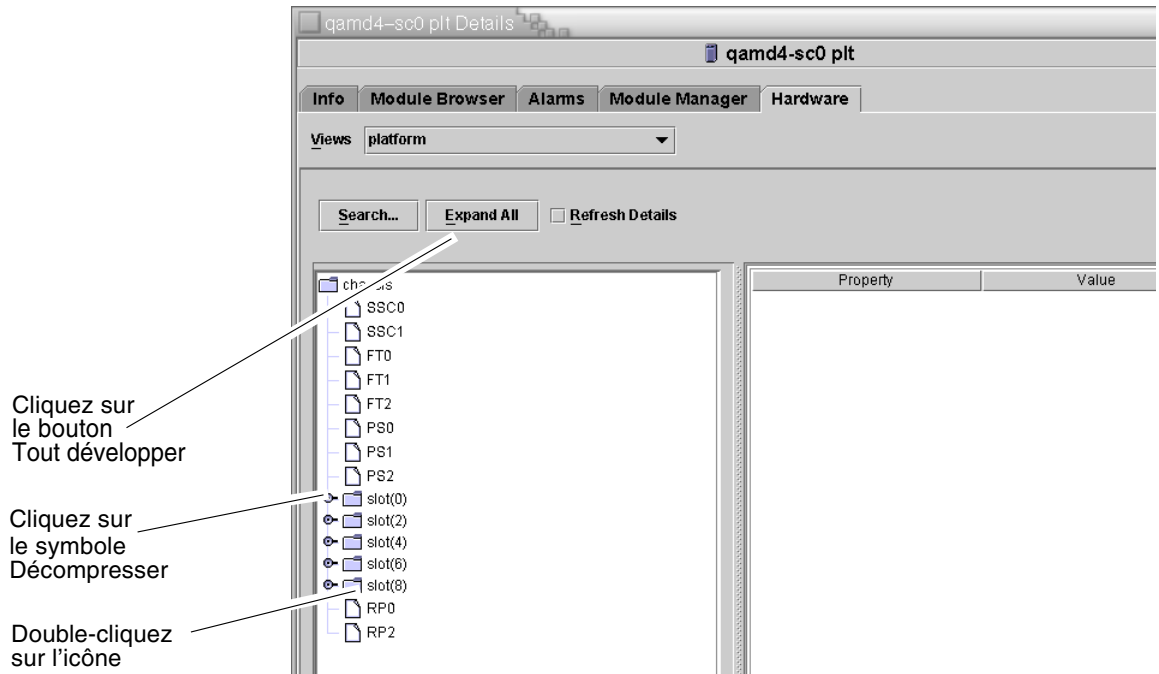 qamd4–sc0 plt Details
qamd4-sc0 plt
Info Module Browser Alarms Module Manager Hardware
Views platform
Search... Expand All Refresh Details
Property Value
SSC0
SSC1
FT0
FT1
FT2
PS0
PS1
PS2
slot(0)
slot(2)
slot(4)
slot(6)
slot(8)
RP0
RP2
Cliquez sur
le bouton
Tout développer
Cliquez sur
le symbole
Décompresser
Double-cliquez
sur l'icône